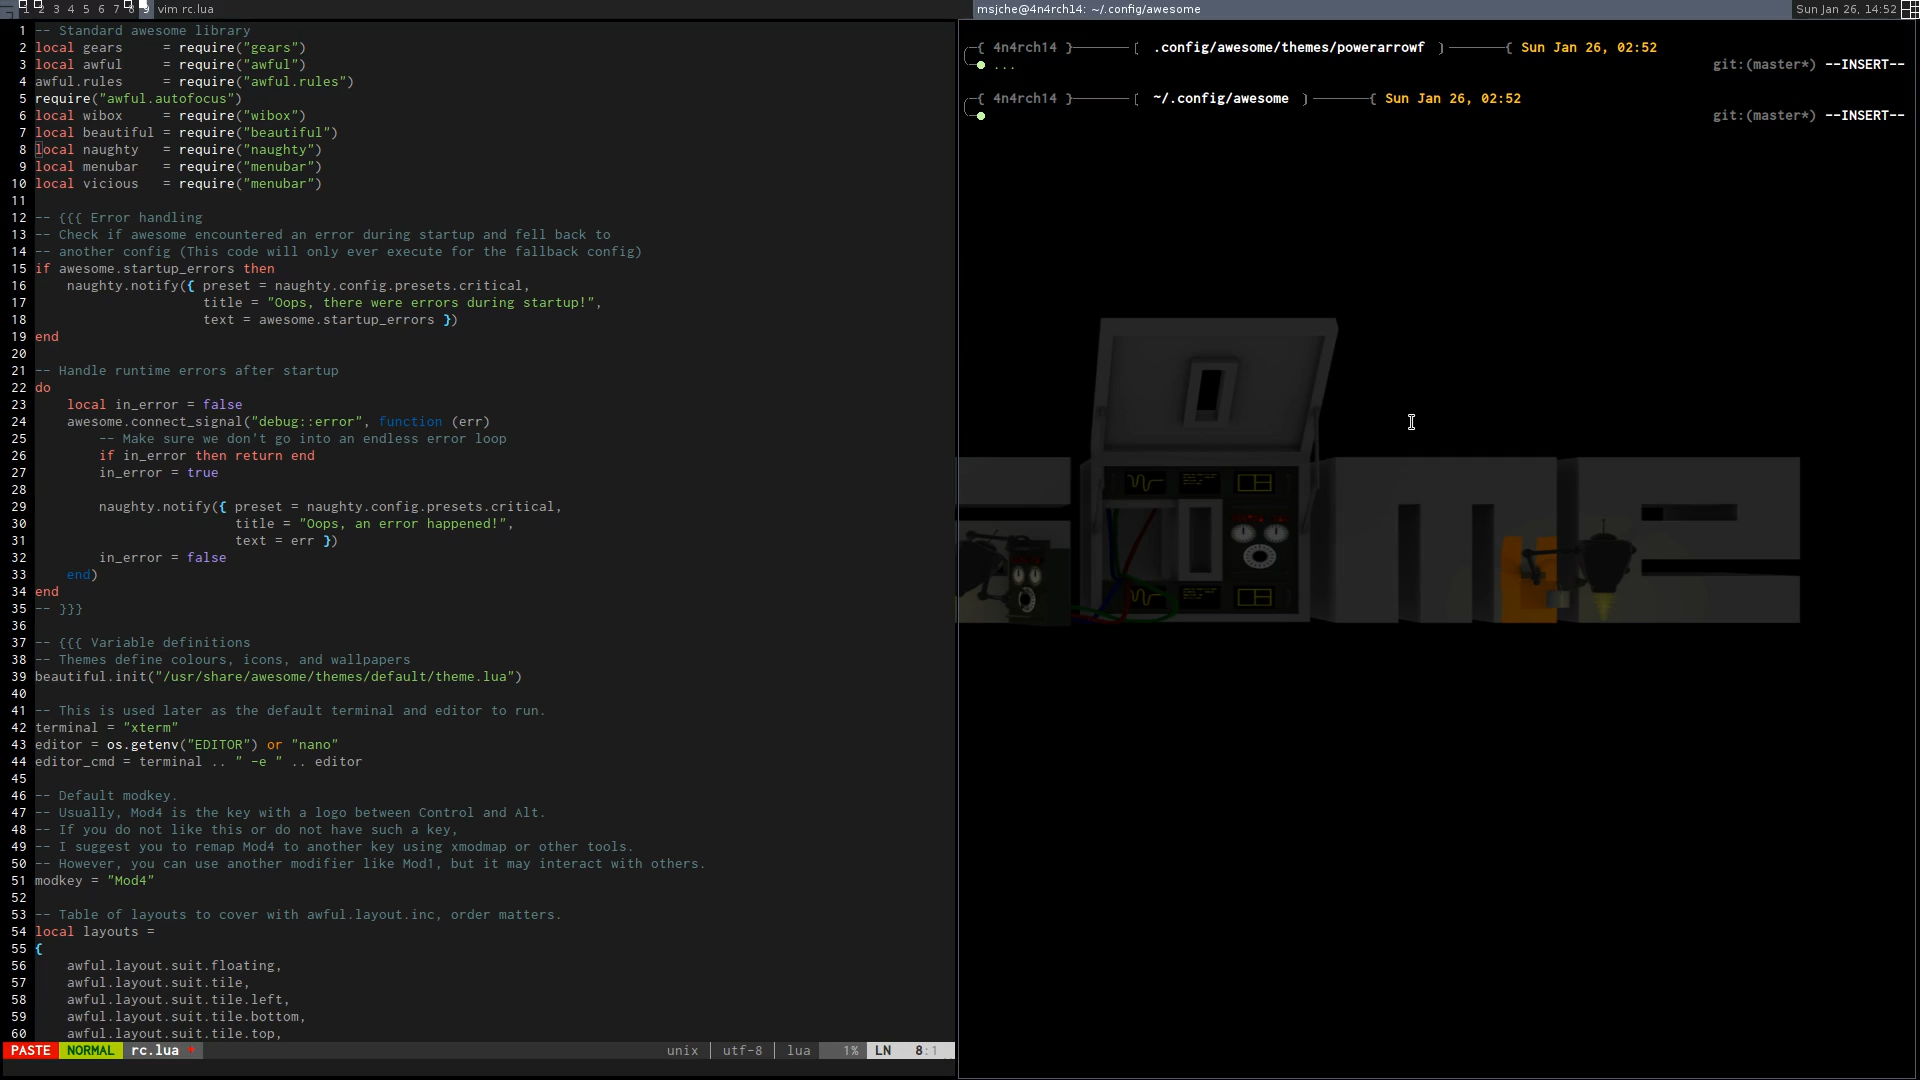 1 2 3 4 5 6 7 8 9 vim rc.lua
msjche@4n4rch14: ~/.config/awesome
Sun Jan 26, 14:52
1 -- Standard awesome library
2 local gears     = require("gears")
3 local awful     = require("awful")
4 awful.rules     = require("awful.rules")
5 require("awful.autofocus")
6 local wibox     = require("wibox")
7 local beautiful = require("beautiful")
8 local naughty   = require("naughty")
9 local menubar   = require("menubar")
10 local vicious   = require("menubar")
11
12 -- {{{ Error handling
13 -- Check if awesome encountered an error during startup and fell back to
14 -- another config (This code will only ever execute for the fallback config)
15 if awesome.startup_errors then
16     naughty.notify({ preset = naughty.config.presets.critical,
17                      title = "Oops, there were errors during startup!",
18                      text = awesome.startup_errors })
19 end
20
21 -- Handle runtime errors after startup
22 do
23     local in_error = false
24     awesome.connect_signal("debug::error", function (err)
25         -- Make sure we don't go into an endless error loop
26         if in_error then return end
27         in_error = true
28
29         naughty.notify({ preset = naughty.config.presets.critical,
30                          title = "Oops, an error happened!",
31                          text = err })
32         in_error = false
33     end)
34 end
35 -- }}}
36
37 -- {{{ Variable definitions
38 -- Themes define colours, icons, and wallpapers
39 beautiful.init("/usr/share/awesome/themes/default/theme.lua")
40
41 -- This is used later as the default terminal and editor to run.
42 terminal = "xterm"
43 editor = os.getenv("EDITOR") or "nano"
44 editor_cmd = terminal .. " -e " .. editor
45
46 -- Default modkey.
47 -- Usually, Mod4 is the key with a logo between Control and Alt.
48 -- If you do not like this or do not have such a key,
49 -- I suggest you to remap Mod4 to another key using xmodmap or other tools.
50 -- However, you can use another modifier like Mod1, but it may interact with others.
51 modkey = "Mod4"
52
53 -- Table of layouts to cover with awful.layout.inc, order matters.
54 local layouts =
55 {
56     awful.layout.suit.floating,
57     awful.layout.suit.tile,
58     awful.layout.suit.tile.left,
59     awful.layout.suit.tile.bottom,
60     awful.layout.suit.tile.top,
PASTE NORMAL rc.lua + unix | utf-8 | lua 1% LN 8:1
{ 4n4rch14 } [ .config/awesome/themes/powerarrowf ] { Sun Jan 26, 02:52
... git:(master*) --INSERT--
{ 4n4rch14 } [ ~/.config/awesome ] { Sun Jan 26, 02:52
git:(master*) --INSERT--